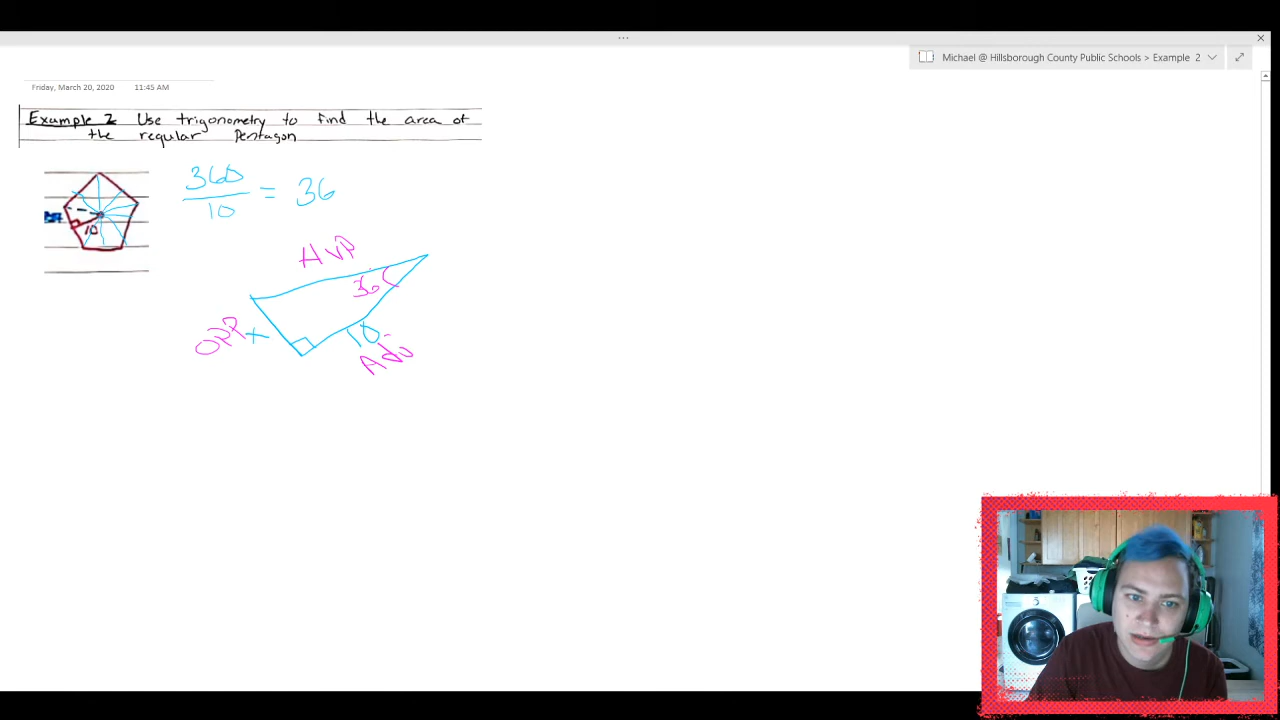 Michael @ Hillsborough County Public Schools > Example 2
Friday, March 20, 2020 11:45 AM
Example 2 Use trigonometry to find the area of
the regular Pentagon
10
360
10
= 36
HYP
36
OPP
x
10
ADJ